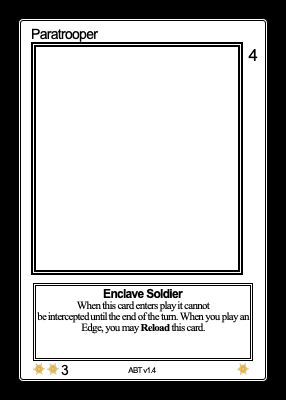 Paratrooper
4
Enclave Soldier
When this card enters play it cannot
be intercepted until the end of the turn. When you play an
Edge, you may Reload this card.
3
ABT v1.4